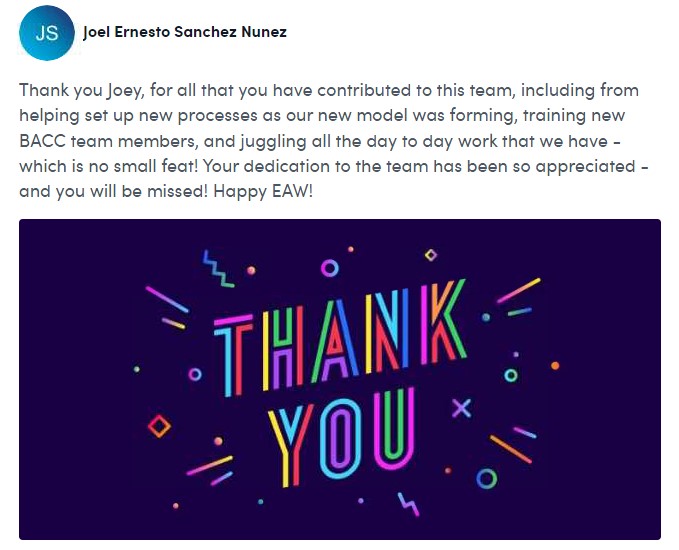 JS
Joel Ernesto Sanchez Nunez
Thank you Joey, for all that you have contributed to this team, including from
helping set up new processes as our new model was forming, training new
BACC team members, and juggling all the day to day work that we have -
which is no small feat! Your dedication to the team has been so appreciated -
and you will be missed! Happy EAW!
THANK
YOU